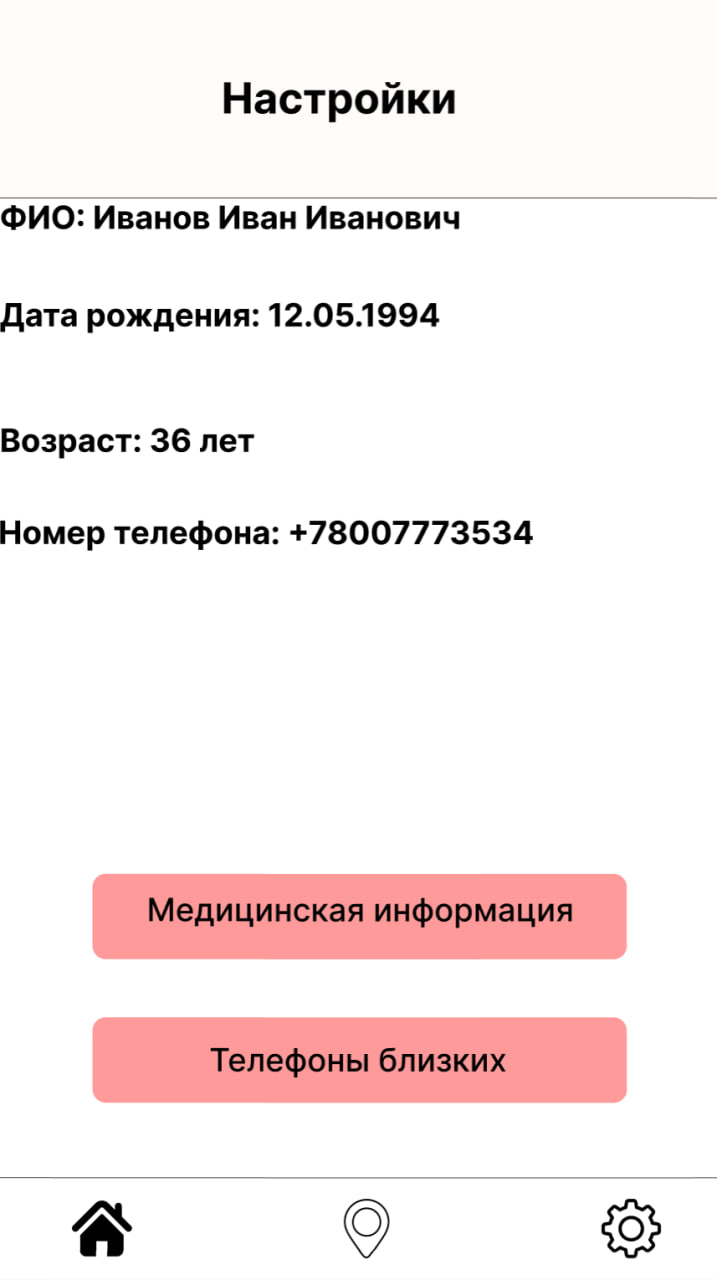 Настройки
ФИО: Иванов Иван Иванович
Дата рождения: 12.05.1994
Возраст: 36 лет
Номер телефона: +78007773534
Медицинская информация
Телефоны близких